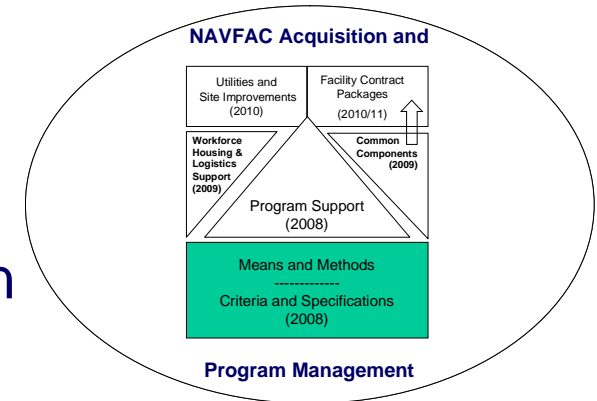 NAVFAC Acquisition and
Utilities and
Site Improvements
(2010)
Facility Contract
Packages
(2010/11)
Workforce
Housing &
Logistics
Support
(2009)
Common
Components
(2009)
Program Support
(2008)
n
Means and Methods
-------------
Criteria and Specifications
(2008)
Program Management